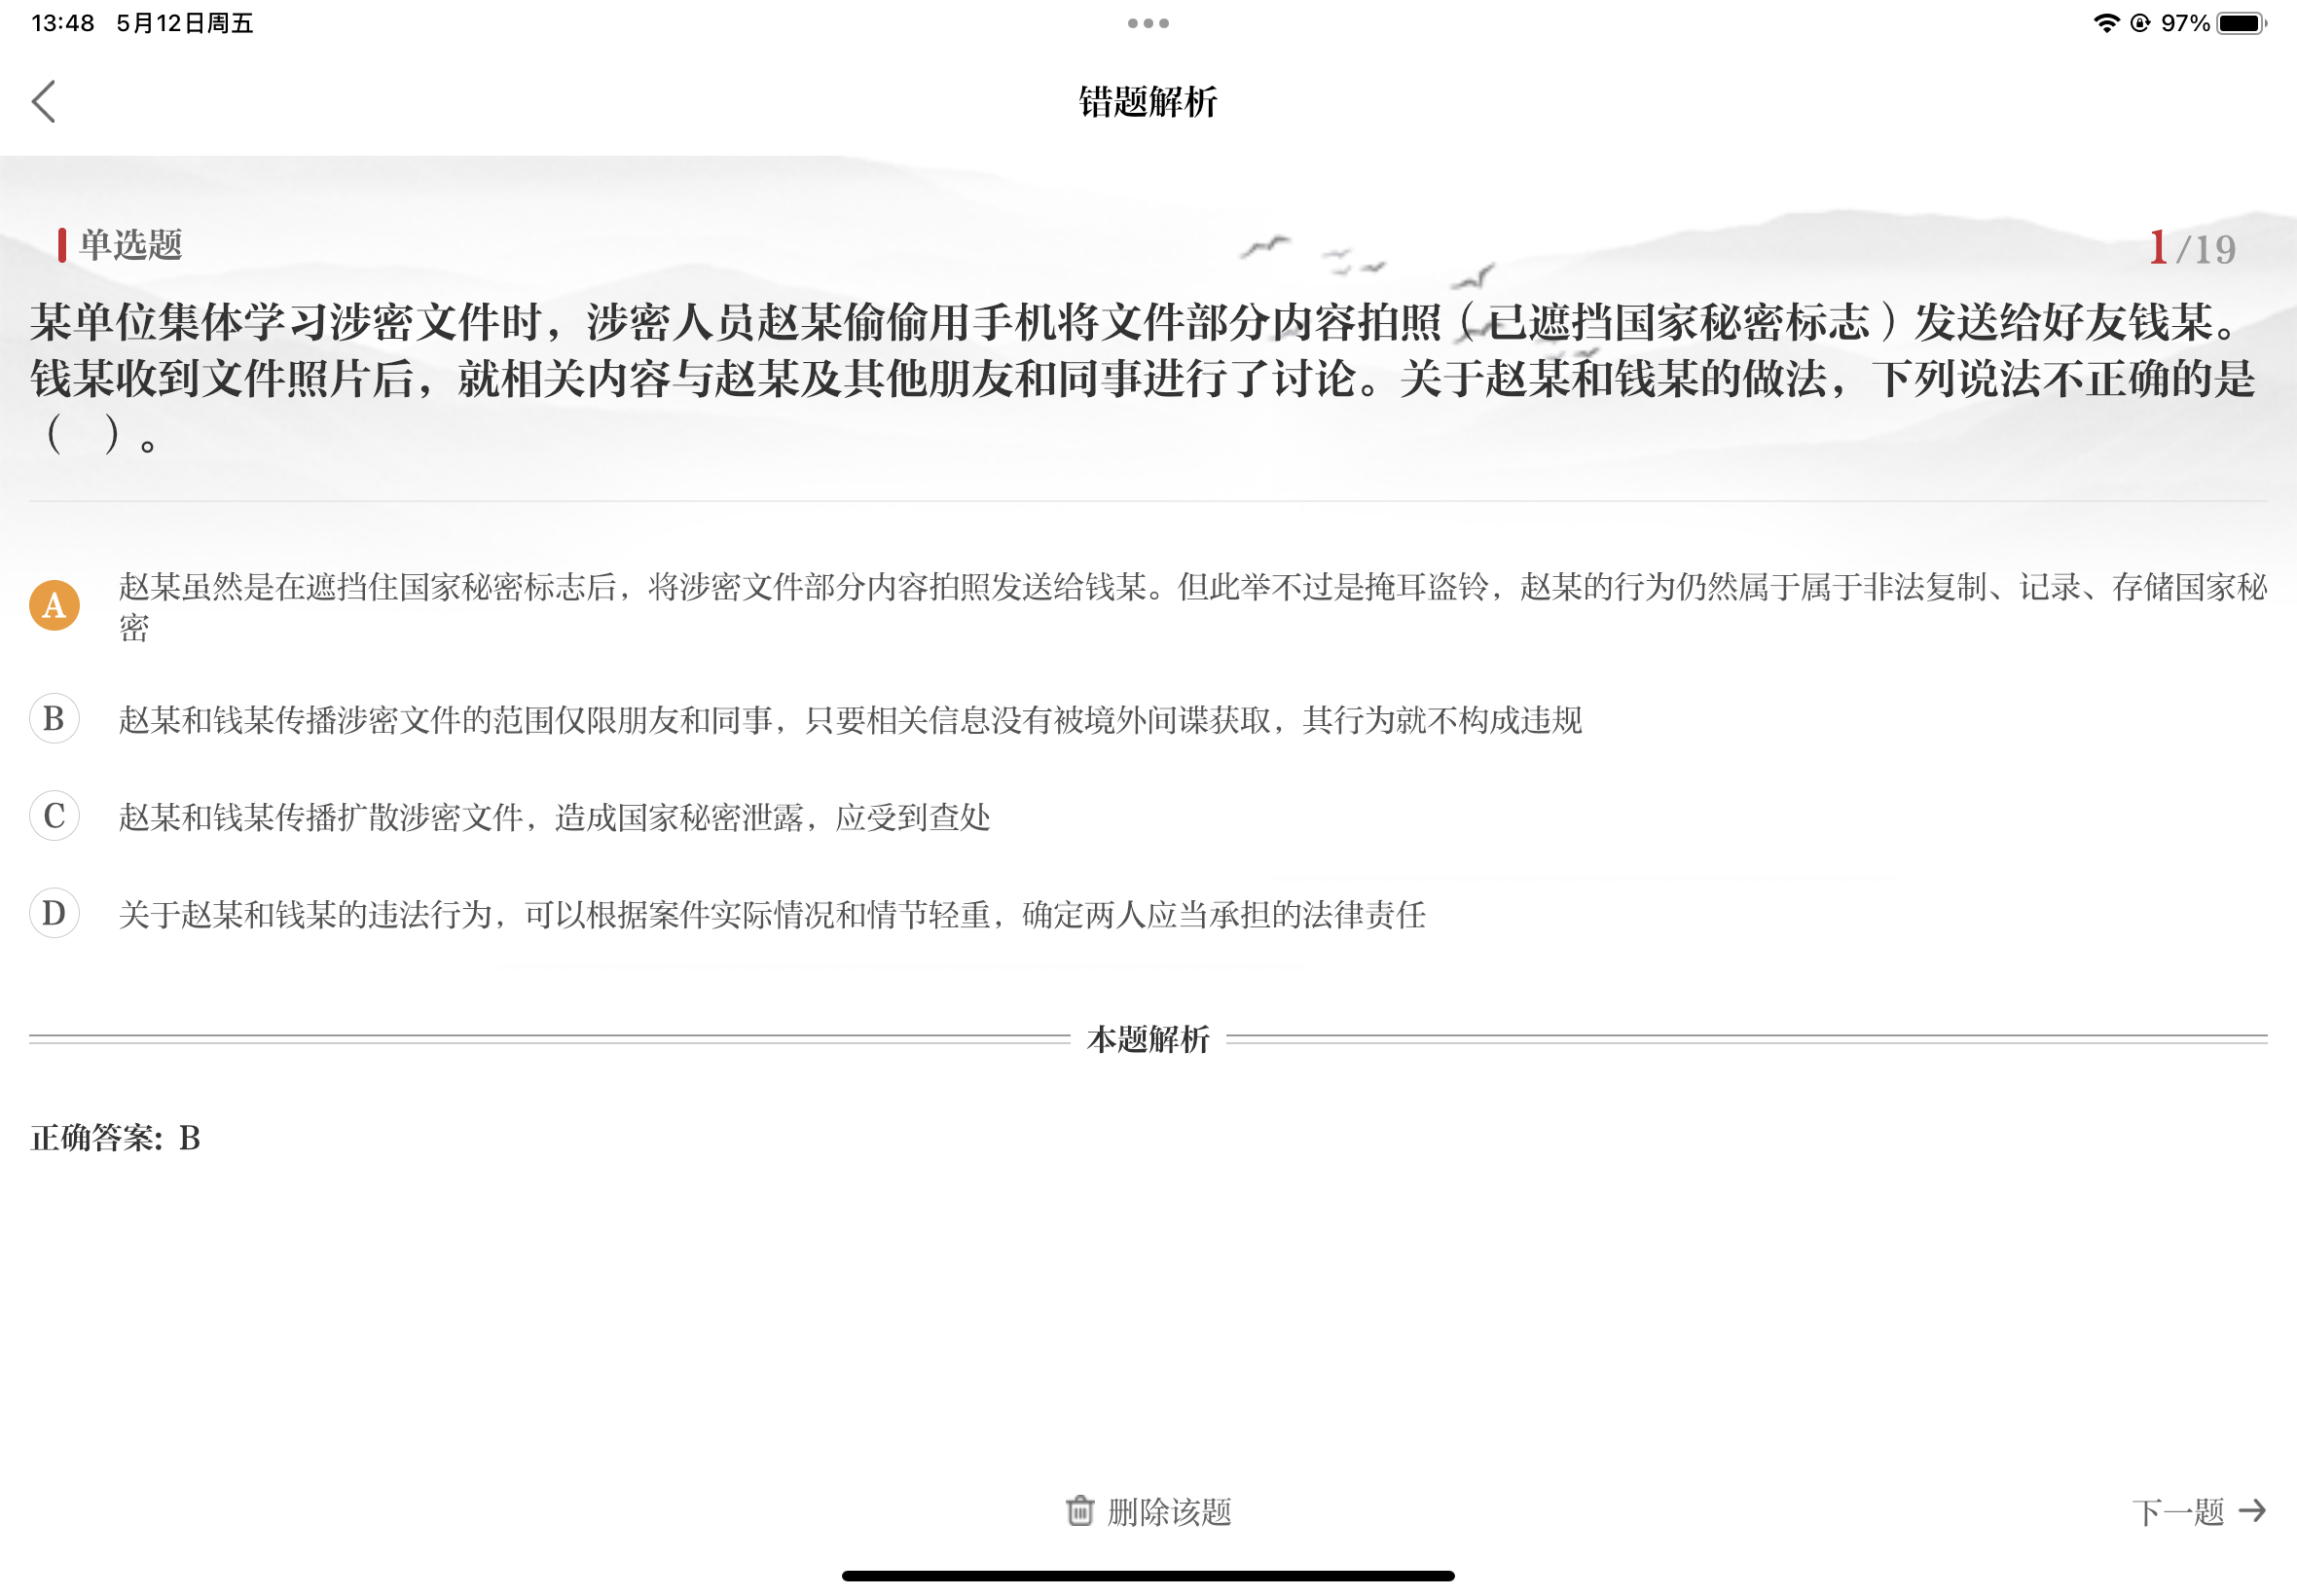 13:48 5月12日周五
97%
错题解析
单选题
1/19
某单位集体学习涉密文件时，涉密人员赵某偷偷用手机将文件部分内容拍照（已遮挡国家秘密标志）发送给好友钱某。
钱某收到文件照片后，就相关内容与赵某及其他朋友和同事进行了讨论。关于赵某和钱某的做法，下列说法不正确的是
（ ）。
A 赵某虽然是在遮挡住国家秘密标志后，将涉密文件部分内容拍照发送给钱某。但此举不过是掩耳盗铃，赵某的行为仍然属于属于非法复制、记录、存储国家秘
密
B 赵某和钱某传播涉密文件的范围仅限朋友和同事，只要相关信息没有被境外间谍获取，其行为就不构成违规
C 赵某和钱某传播扩散涉密文件，造成国家秘密泄露，应受到查处
D 关于赵某和钱某的违法行为，可以根据案件实际情况和情节轻重，确定两人应当承担的法律责任
本题解析
正确答案: B
删除该题
下一题